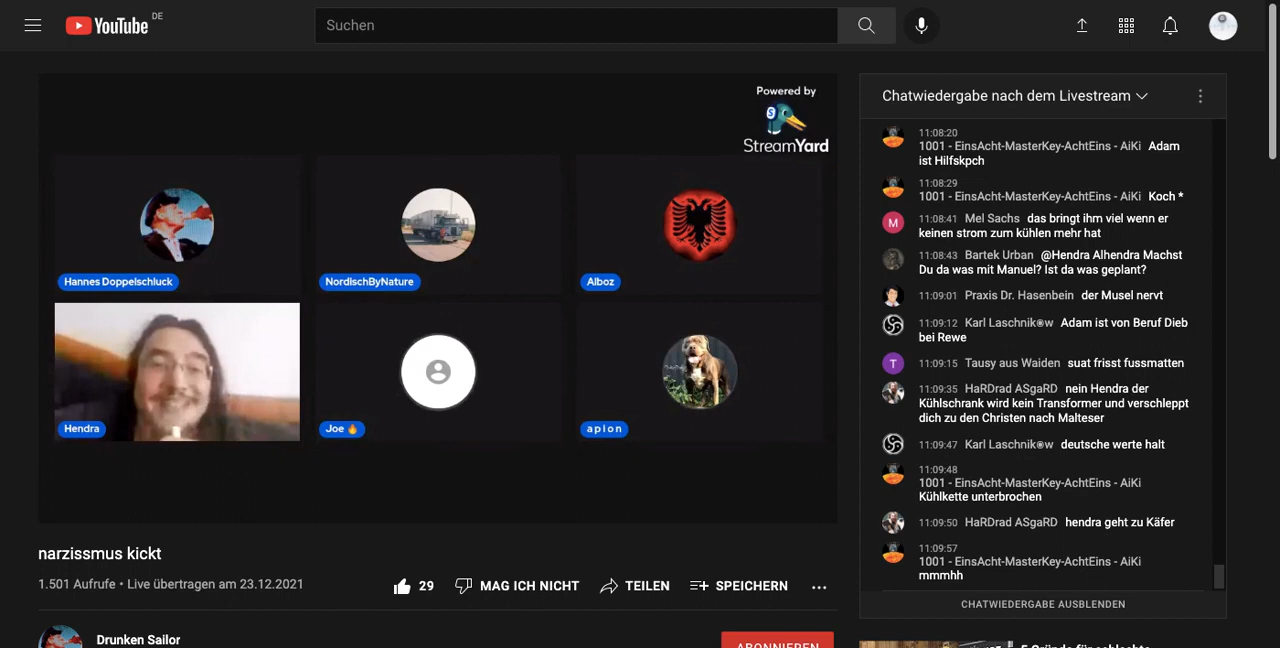 YouTube DE
Suchen
Powered by
StreamYard
Hannes Doppelschluck
NordischByNature
Alboz
Hendra
Joe 🔥
apion
narzissmus kickt
1.501 Aufrufe • Live übertragen am 23.12.2021
29
MAG ICH NICHT
TEILEN
SPEICHERN
Drunken Sailor
ABONNIEREN
Chatwiedergabe nach dem Livestream
11:08:20
1001 - EinsAcht-MasterKey-AchtEins - AiKi Adam
ist Hilfskpch
11:08:29
1001 - EinsAcht-MasterKey-AchtEins - AiKi Koch *
M
11:08:41 Mel Sachs das bringt ihm viel wenn er
keinen strom zum kühlen mehr hat
11:08:43 Bartek Urban @Hendra Alhendra Machst
Du da was mit Manuel? Ist da was geplant?
11:09:01 Praxis Dr. Hasenbein der Musel nervt
11:09:12 Karl Laschnik⍟w Adam ist von Beruf Dieb
bei Rewe
T
11:09:15 Tausy aus Waiden suat frisst fussmatten
11:09:35 HaRDrad ASgaRD nein Hendra der
Kühlschrank wird kein Transformer und verschleppt
dich zu den Christen nach Malteser
11:09:47 Karl Laschnik⍟w deutsche werte halt
11:09:48
1001 - EinsAcht-MasterKey-AchtEins - AiKi
Kühlkette unterbrochen
11:09:50 HaRDrad ASgaRD hendra geht zu Käfer
11:09:57
1001 - EinsAcht-MasterKey-AchtEins - AiKi
mmmhh
CHATWIEDERGABE AUSBLENDEN
5 Gründe für schlechte